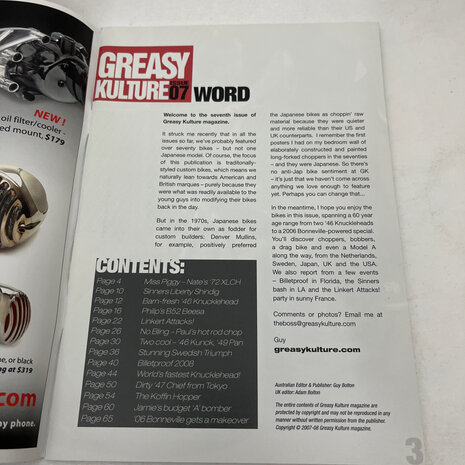 NEW!
oil filter/cooler -
ed mount, $179
ne, or black
ng at $319
.com
by phone.
GREASY
KULTURE
ISSUE
07 WORD
Welcome to the seventh issue of
Greasy Kulture magazine.
It struck me recently that in all the
issues so far, we've probably featured
over seventy bikes – but not one
Japanese model. Of course, the focus
of this publication is traditionally-
styled custom bikes, which means we
naturally lean towards American and
British marques – purely because they
were what was readily available to the
young guys into modifying their bikes
back in the day.
But in the 1970s, Japanese bikes
came into their own as fodder for
custom builders: Denver Mullins,
for example, positively preferred
the Japanese bikes as choppin' raw
material because they were quieter
and more reliable than their US and
UK counterparts. I remember the first
posters I had on my bedroom wall of
elaborately constructed and painted
long-forked choppers in the seventies
– and they were Japanese. So there's
no anti-Jap bike sentiment at GK
– it's just that we haven't come across
anything we love enough to feature
yet. Perhaps you can change that...
In the meantime, I hope you enjoy the
bikes in this issue, spanning a 60 year
age range from two '46 Knuckleheads
to a 2006 Bonneville-powered special.
You'll discover choppers, bobbers,
a drag bike and even a Model A
along the way, from the Netherlands,
Sweden, Japan, UK and the USA.
We also report from a few events
– Billetproof in Florida, the Sinners
bash in LA and the Linkert Attacks!
party in sunny France.
Comments or photos? Email me at
theboss@greasykulture.com
Guy
greasykulture.com
CONTENTS:
Page 4 Miss Piggy – Nate's '72 XLCH
Page 10 Sinners Liberty Shindig
Page 12 Barn-fresh '46 Knucklehead
Page 16 Philip's B52 Beesa
Page 22 Linkert Attacks!
Page 26 No Bling – Paul's hot rod chop
Page 30 Two cool – '46 Knuck, '49 Pan
Page 36 Stunning Swedish Triumph
Page 40 Billetproof 2008
Page 44 World's fastest Knucklehead!
Page 50 Dirty '47 Chief from Tokyo
Page 54 The Koffin Hopper
Page 60 Jamie's budget 'A' bomber
Page 65 '06 Bonneville gets a makeover
Australian Editor & Publisher: Guy Bolton
UK editor: Adam Bolton
The entire contents of Greasy Kulture magazine are
protected by copyright and may not be reproduced in any
manner without written permission from the publisher.
Copyright © 2007-08 Greasy Kulture magazine.
3